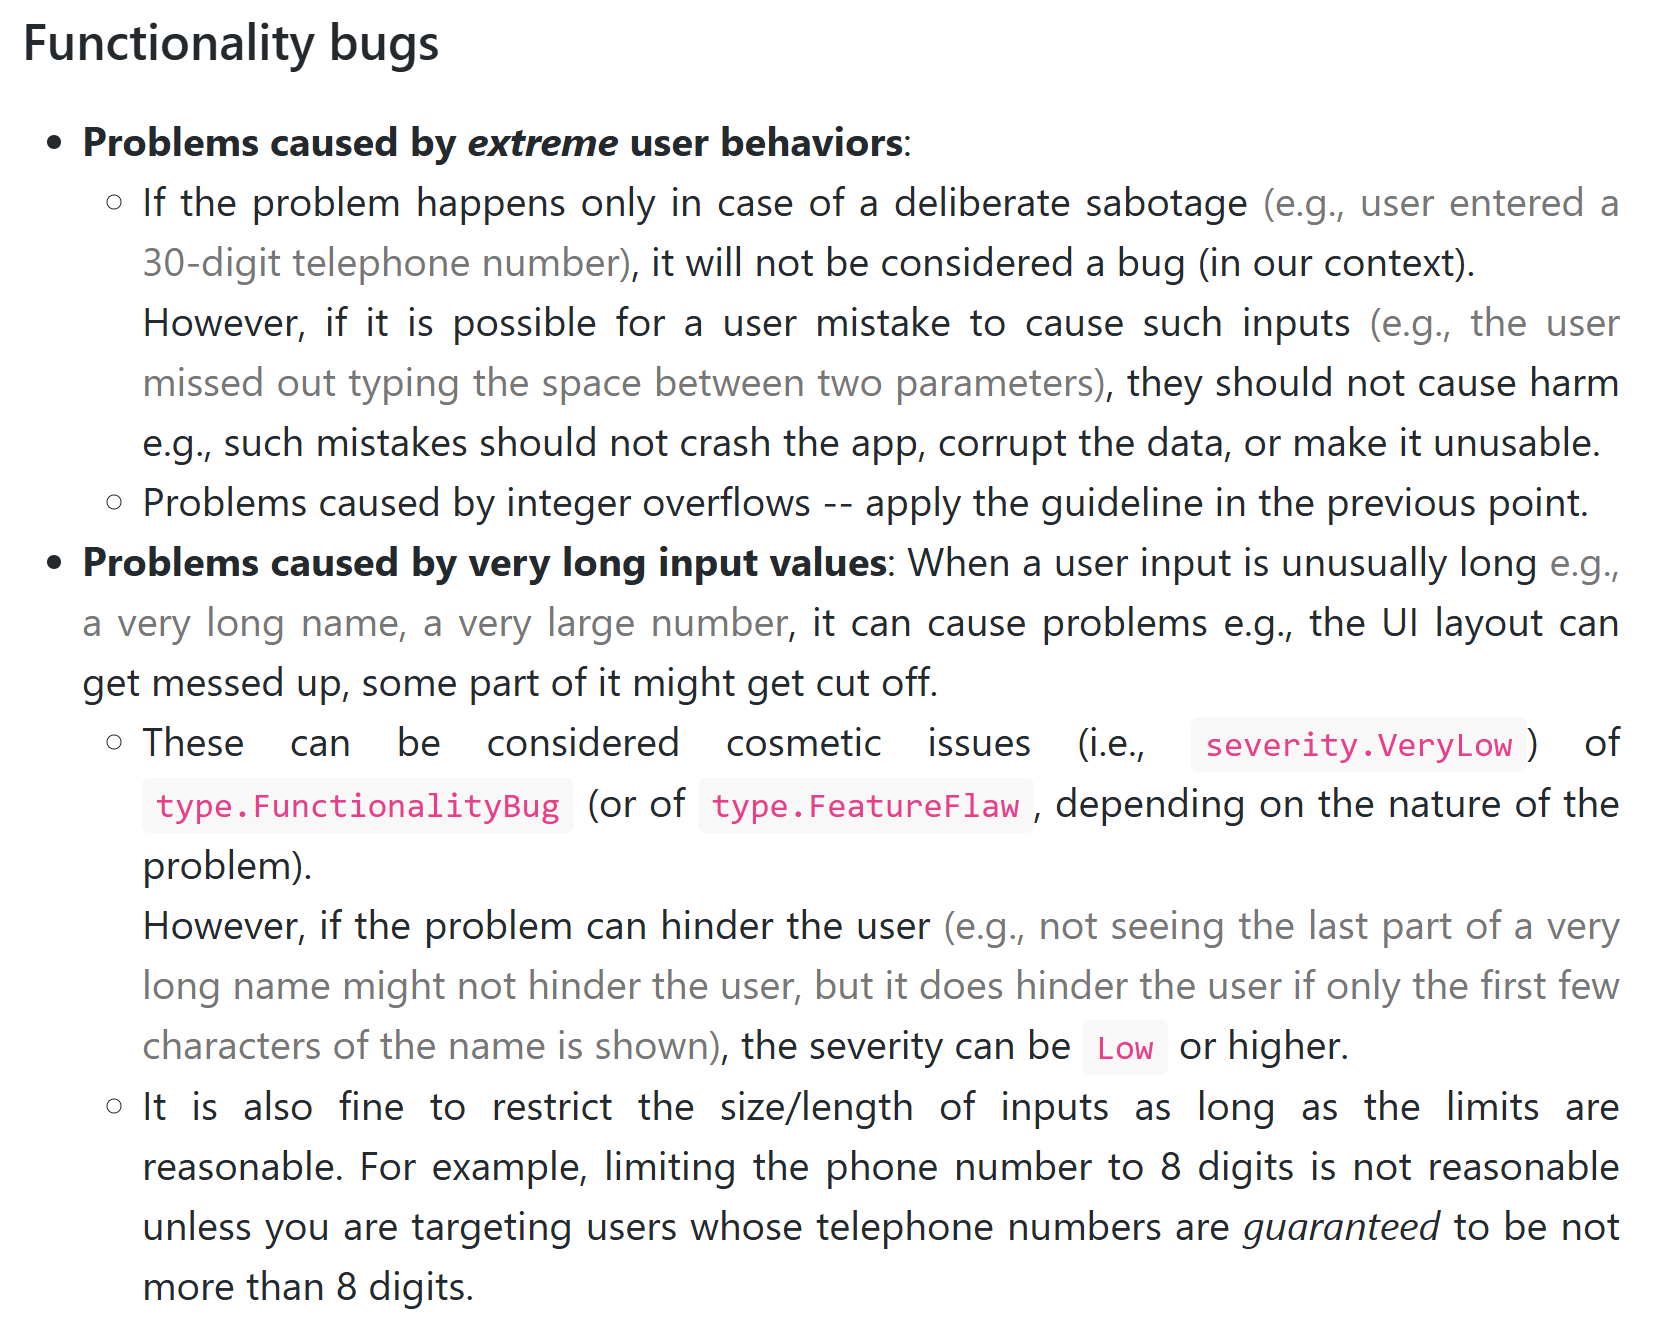 Functionality bugs
• Problems caused by extreme user behaviors:
○ If the problem happens only in case of a deliberate sabotage (e.g., user entered a
30-digit telephone number), it will not be considered a bug (in our context).
However, if it is possible for a user mistake to cause such inputs (e.g., the user
missed out typing the space between two parameters), they should not cause harm
e.g., such mistakes should not crash the app, corrupt the data, or make it unusable.
○ Problems caused by integer overflows -- apply the guideline in the previous point.
• Problems caused by very long input values: When a user input is unusually long e.g.,
a very long name, a very large number, it can cause problems e.g., the UI layout can
get messed up, some part of it might get cut off.
○ These can be considered cosmetic issues (i.e., severity.VeryLow) of
type.FunctionalityBug (or of type.FeatureFlaw, depending on the nature of the
problem).
However, if the problem can hinder the user (e.g., not seeing the last part of a very
long name might not hinder the user, but it does hinder the user if only the first few
characters of the name is shown), the severity can be Low or higher.
○ It is also fine to restrict the size/length of inputs as long as the limits are
reasonable. For example, limiting the phone number to 8 digits is not reasonable
unless you are targeting users whose telephone numbers are guaranteed to be not
more than 8 digits.